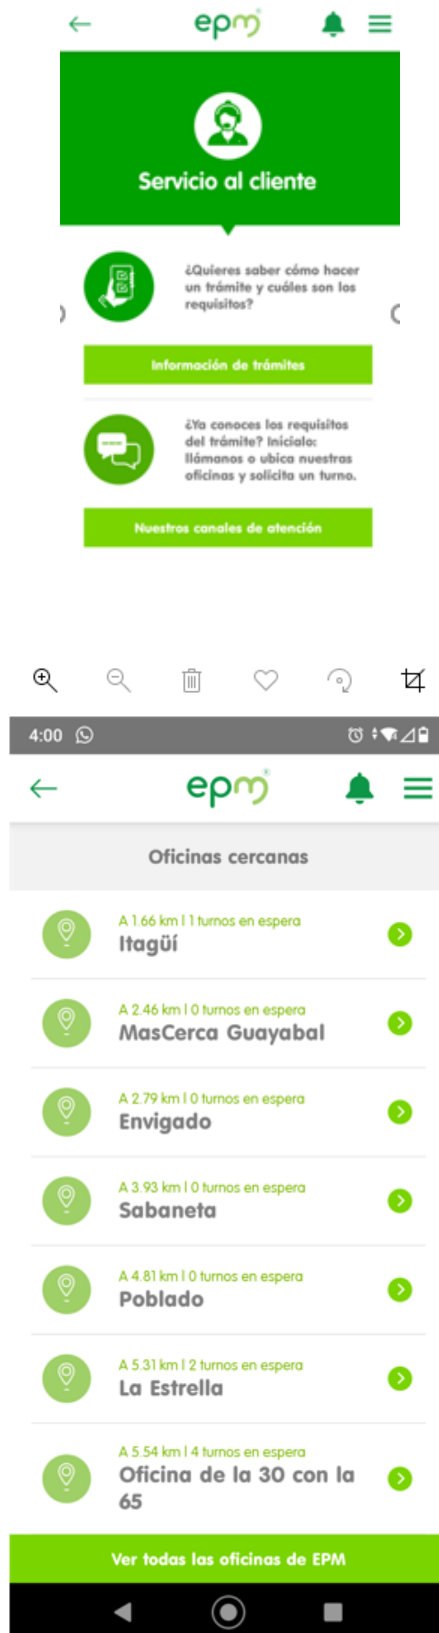 epm
Servicio al cliente
¿Quieres saber cómo hacer
un trámite y cuáles son los
requisitos?
Información de trámites
¿Ya conoces los requisitos
del trámite? Inícialo:
llámanos o ubica nuestras
oficinas y solicita un turno.
Nuestros canales de atención
4:00
epm
Oficinas cercanas
A 1.66 km | 1 turnos en espera
Itagüí
A 2.46 km | 0 turnos en espera
MasCerca Guayabal
A 2.79 km | 0 turnos en espera
Envigado
A 3.93 km | 0 turnos en espera
Sabaneta
A 4.81 km | 0 turnos en espera
Poblado
A 5.31 km | 2 turnos en espera
La Estrella
A 5.54 km | 4 turnos en espera
Oficina de la 30 con la
65
Ver todas las oficinas de EPM